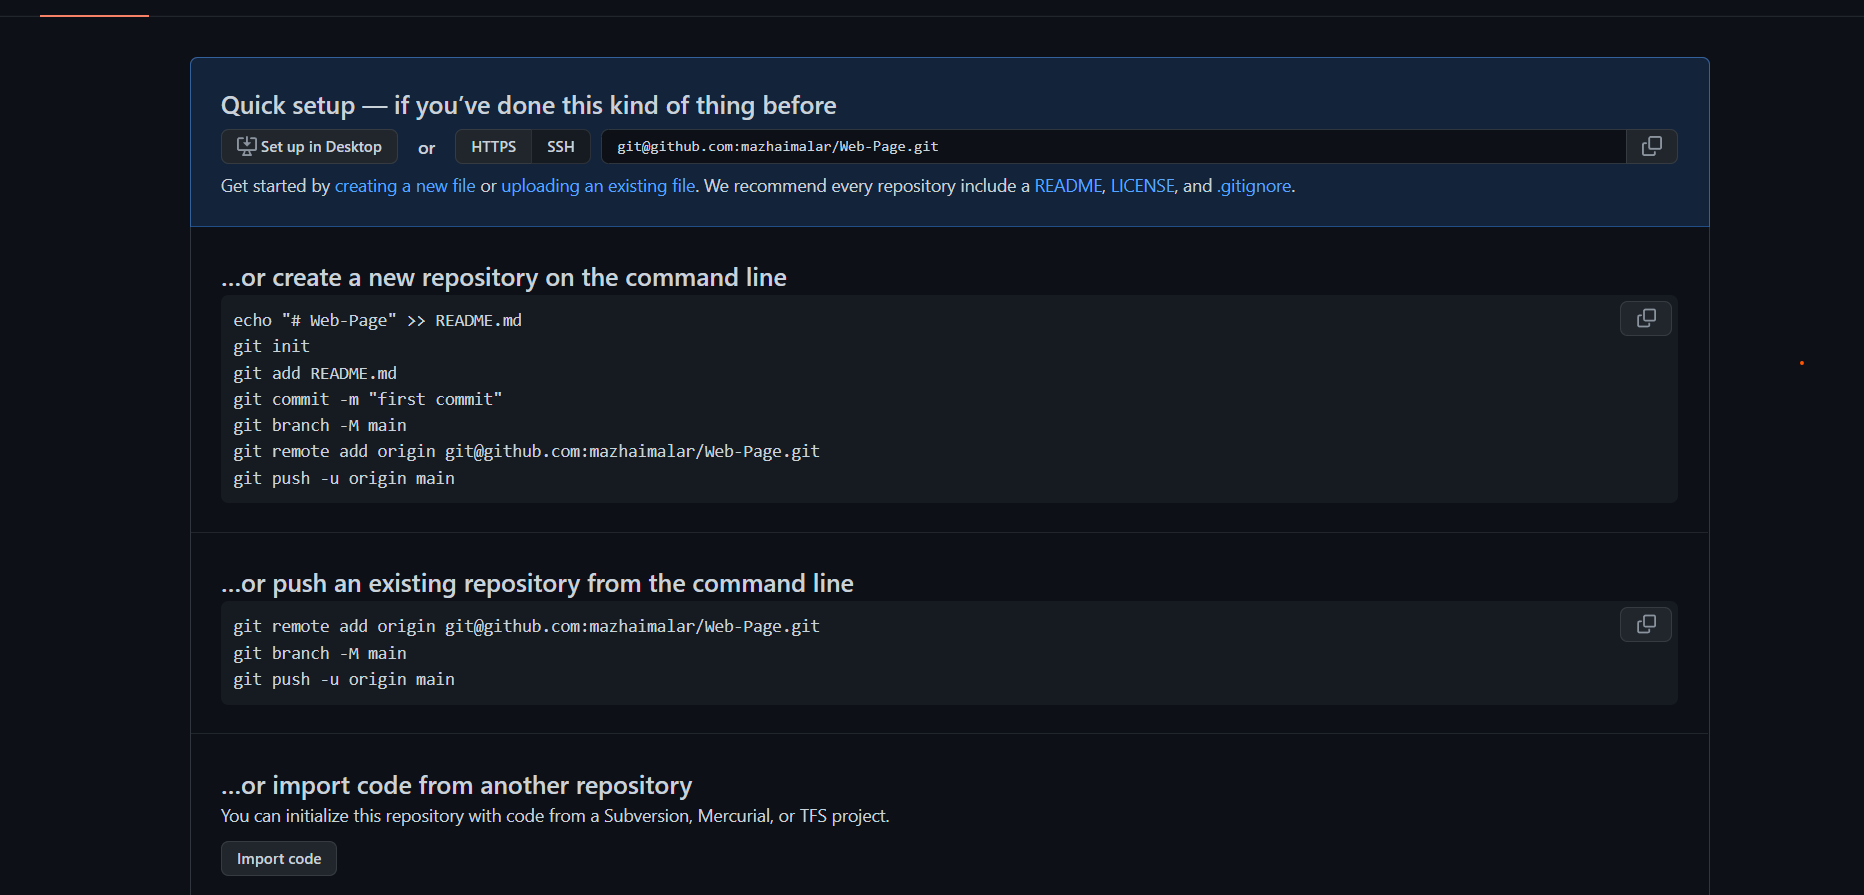 Quick setup — if you’ve done this kind of thing before
Set up in Desktop or HTTPS SSH git@github.com:mazhaimalar/Web-Page.git
Get started by creating a new file or uploading an existing file. We recommend every repository include a README, LICENSE, and .gitignore.
…or create a new repository on the command line
echo "# Web-Page" >> README.md
git init
git add README.md
git commit -m "first commit"
git branch -M main
git remote add origin git@github.com:mazhaimalar/Web-Page.git
git push -u origin main
…or push an existing repository from the command line
git remote add origin git@github.com:mazhaimalar/Web-Page.git
git branch -M main
git push -u origin main
…or import code from another repository
You can initialize this repository with code from a Subversion, Mercurial, or TFS project.
Import code